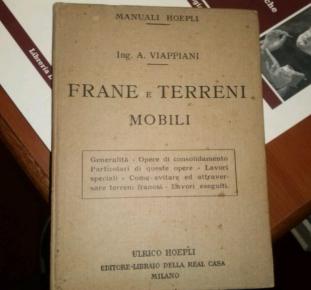 MANUALI HOEPLI
Ing. A. VIAPPIANI
FRANE E TERRENI
MOBILI
Generalità - Opere di consolidamento
Particolari di queste opere - Lavori
speciali - Come evitare ed attraver-
sare terreni franosi - Lavori eseguiti.
ULRICO HOEPLI
EDITORE-LIBRAIO DELLA REAL CASA
MILANO